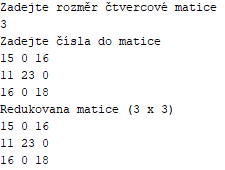 Zadejte rozměr čtvercové matice
3
Zadejte čísla do matice
15 0 16
11 23 0
16 0 18
Redukovana matice (3 x 3)
15 0 16
11 23 0
16 0 18